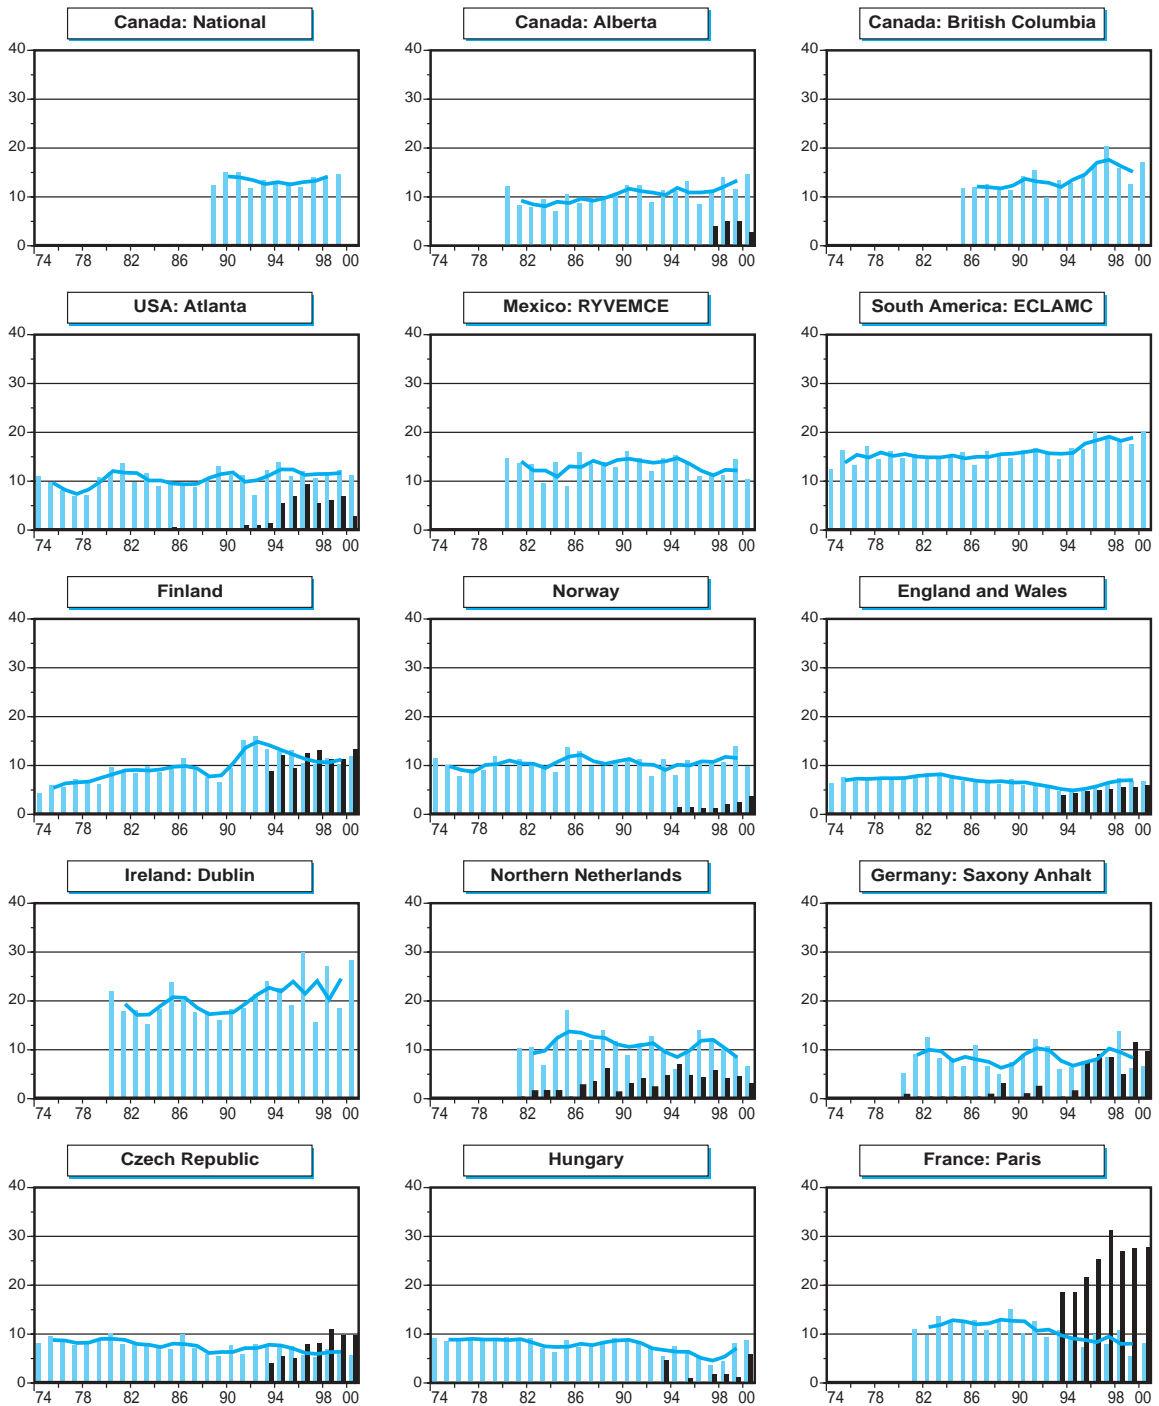 Canada: National
Canada: Alberta
Canada: British Columbia
40
30
20
10
0
74 78 82 86 90 94 98 00
40
30
20
10
0
74 78 82 86 90 94 98 00
40
30
20
10
0
74 78 82 86 90 94 98 00
USA: Atlanta
Mexico: RYVEMCE
South America: ECLAMC
40
30
20
10
0
74 78 82 86 90 94 98 00
40
30
20
10
0
74 78 82 86 90 94 98 00
40
30
20
10
0
74 78 82 86 90 94 98 00
Finland
Norway
England and Wales
40
30
20
10
0
74 78 82 86 90 94 98 00
40
30
20
10
0
74 78 82 86 90 94 98 00
40
30
20
10
0
74 78 82 86 90 94 98 00
Ireland: Dublin
Northern Netherlands
Germany: Saxony Anhalt
40
30
20
10
0
74 78 82 86 90 94 98 00
40
30
20
10
0
74 78 82 86 90 94 98 00
40
30
20
10
0
74 78 82 86 90 94 98 00
Czech Republic
Hungary
France: Paris
40
30
20
10
0
74 78 82 86 90 94 98 00
40
30
20
10
0
74 78 82 86 90 94 98 00
40
30
20
10
0
74 78 82 86 90 94 98 00